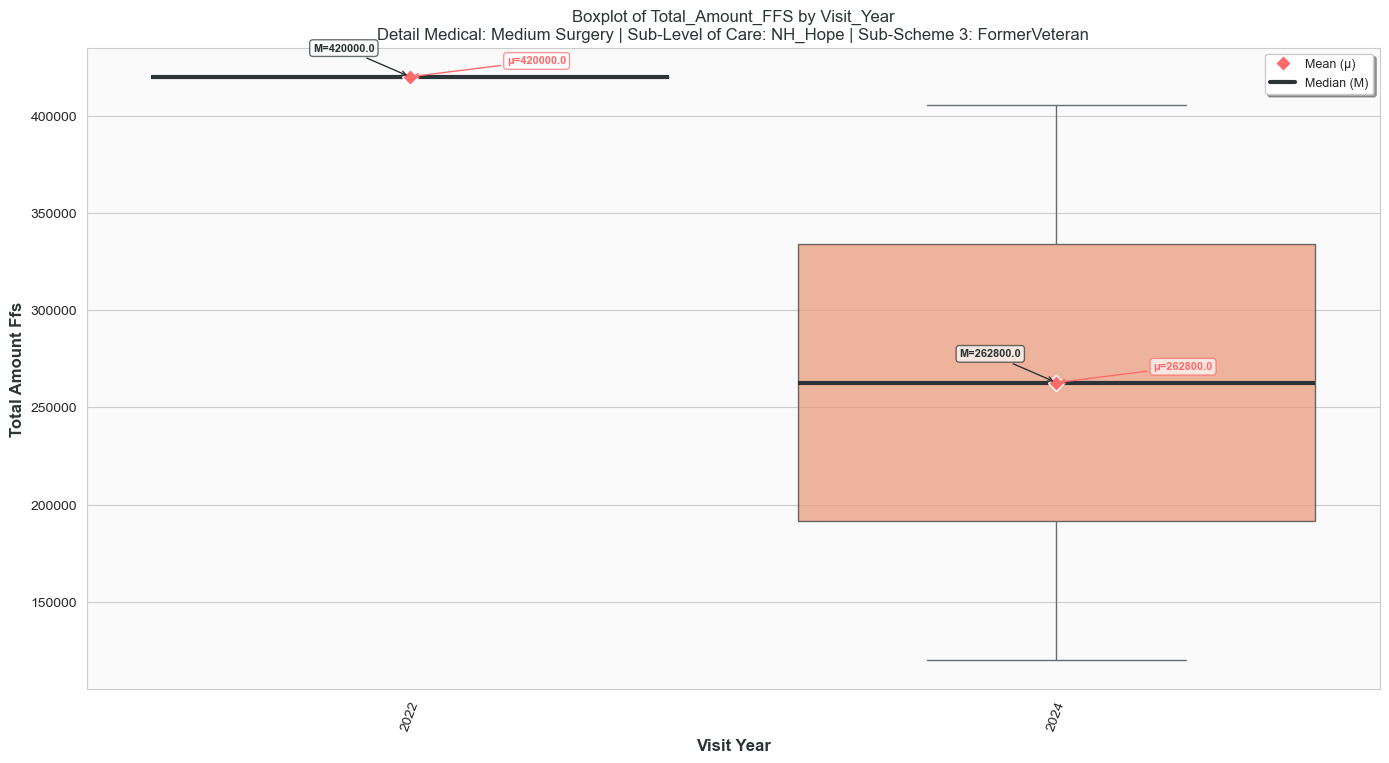 Boxplot of Total_Amount_FFS by Visit_Year
Detail Medical: Medium Surgery | Sub-Level of Care: NH_Hope | Sub-Scheme 3: FormerVeteran
M=420000.0
μ=420000.0
Mean (μ)
Median (M)
400000
350000
300000
250000
200000
150000
M=262800.0
μ=262800.0
Total Amount Ffs
2022
2024
Visit Year